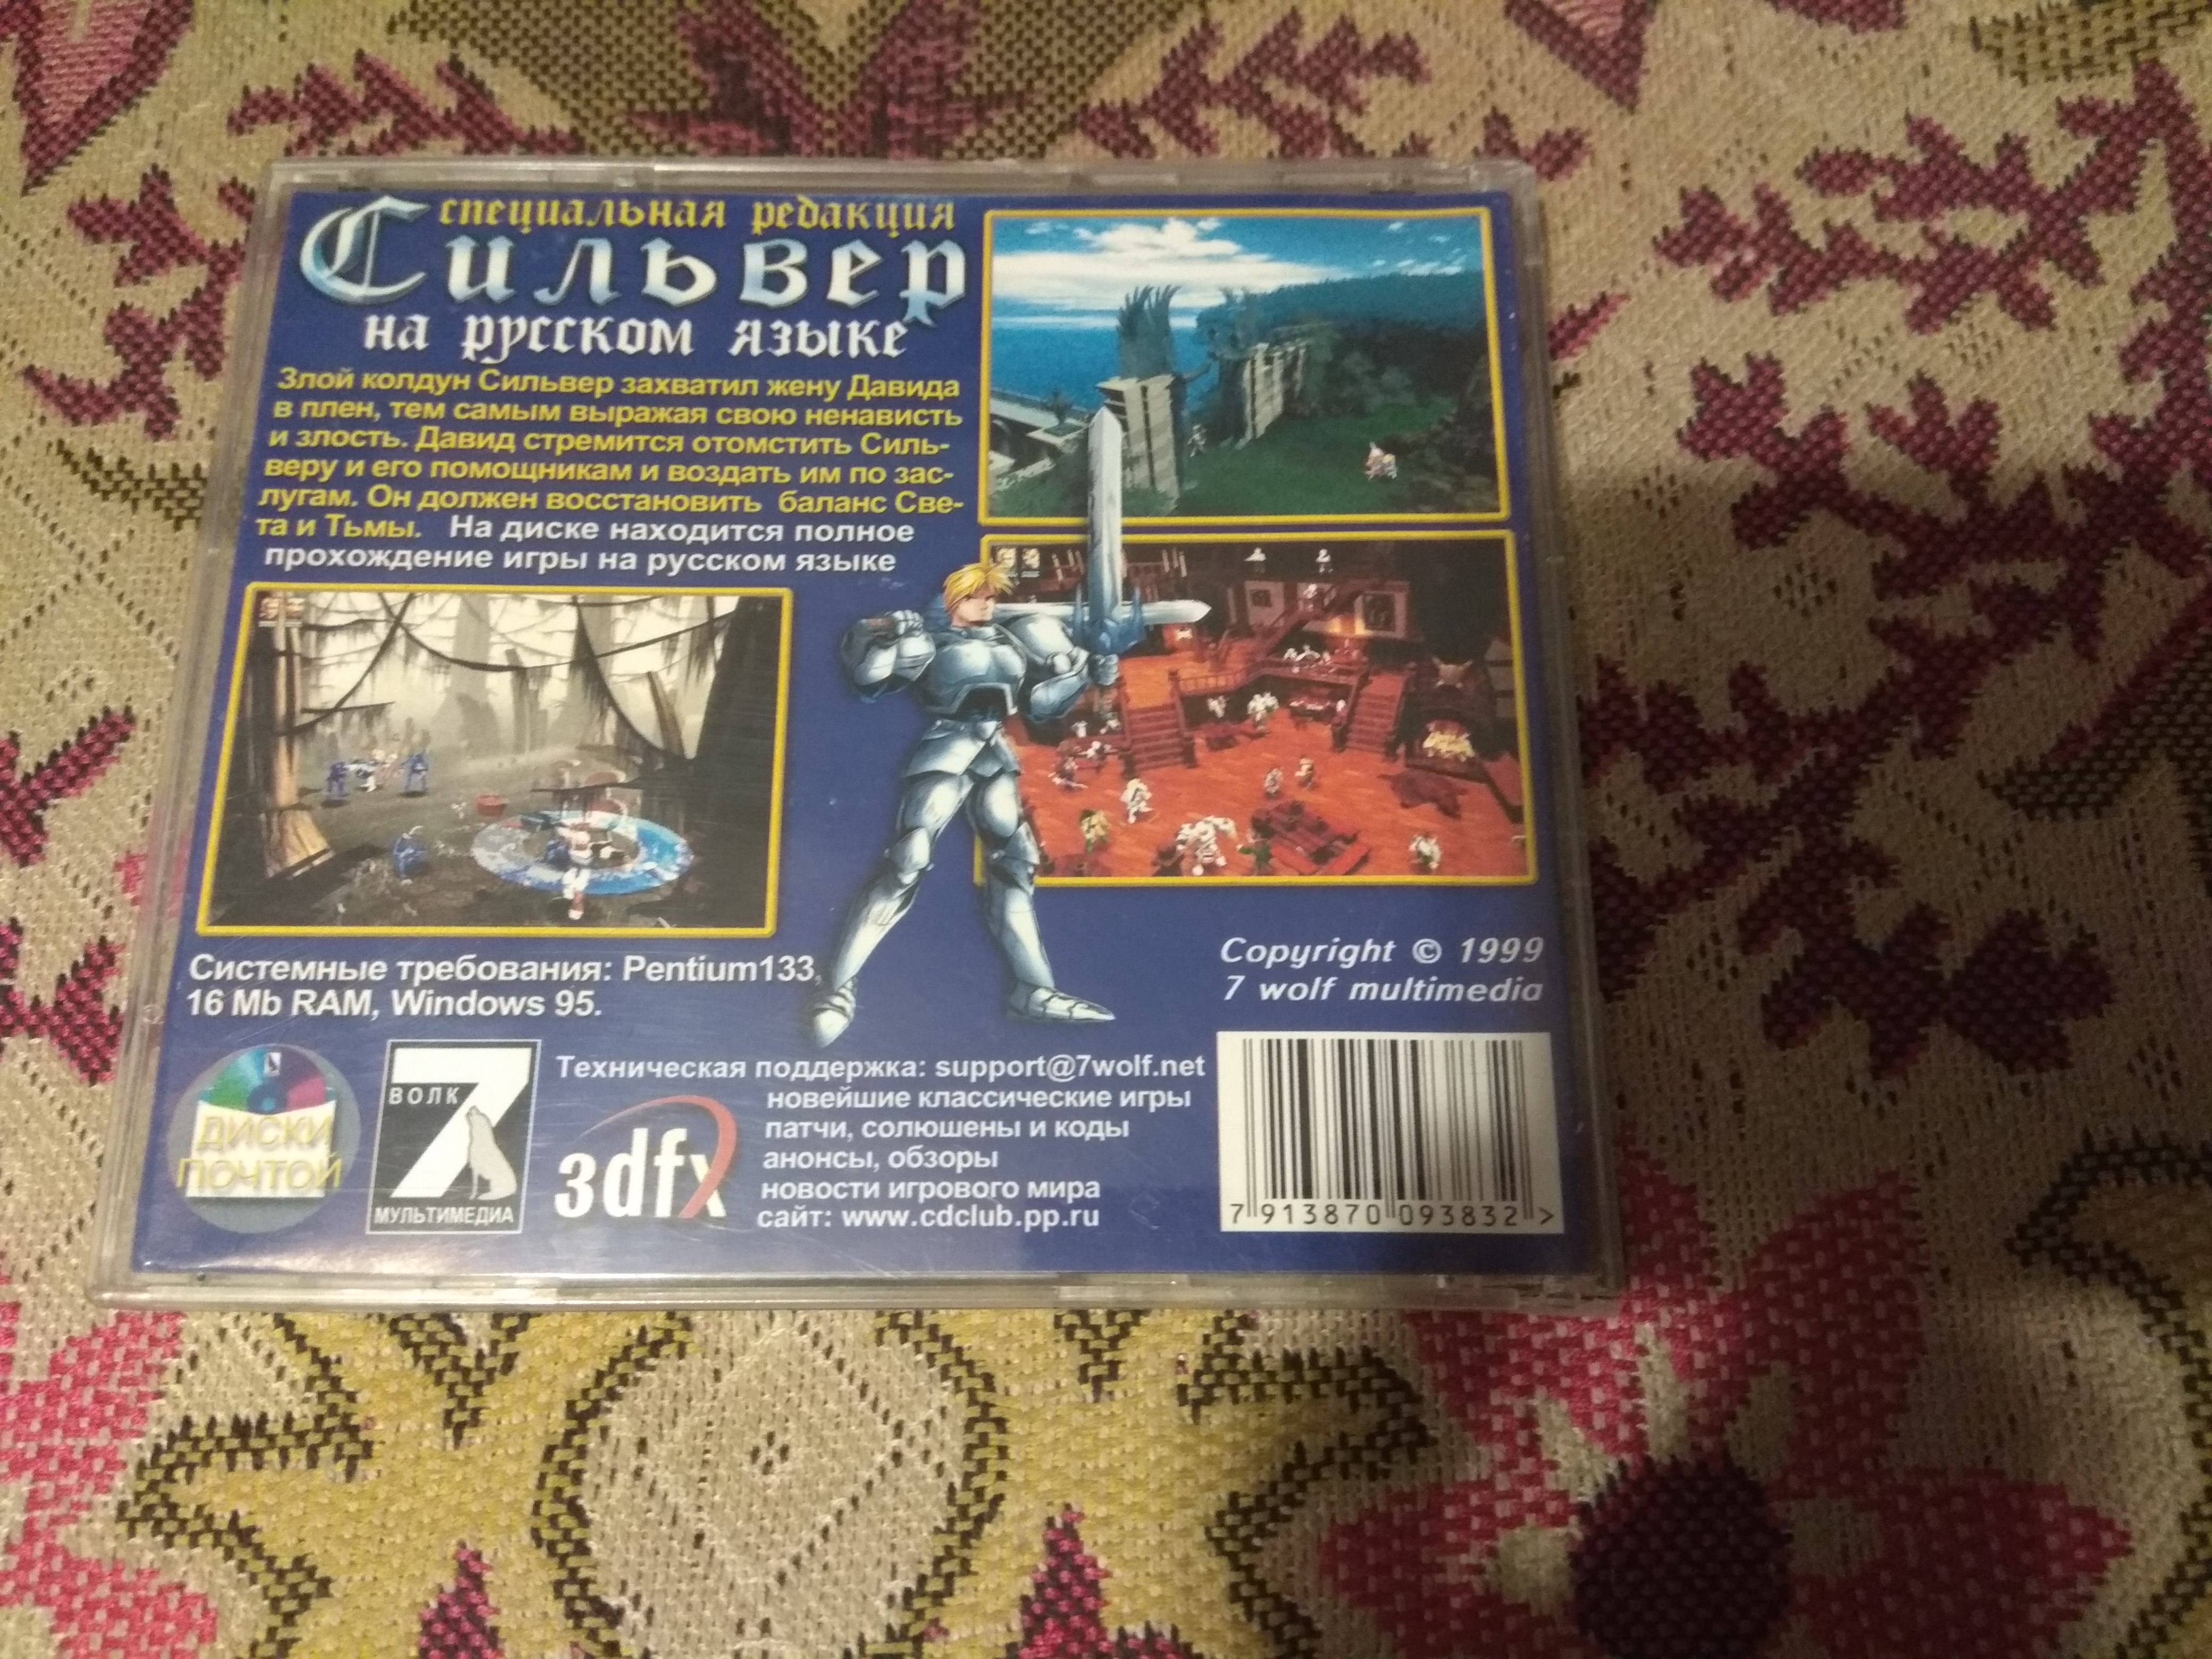 специальная редакция
Сильвер
на русском языке
Злой колдун Сильвер захватил жену Давида
в плен, тем самым выражая свою ненависть
и злость. Давид стремится отомстить Силь-
веру и его помощникам и воздать им по зас-
лугам. Он должен восстановить баланс Све-
та и Тьмы. На диске находится полное
прохождение игры на русском языке
Системные требования: Pentium133,
16 Mb RAM, Windows 95.
Copyright © 1999
7 wolf multimedia
ДИСКИ
ПОЧТОЙ
7
ВОЛК
МУЛЬТИМЕДИА
3dfx
Техническая поддержка: support@7wolf.net
новейшие классические игры
патчи, солюшены и коды
анонсы, обзоры
новости игрового мира
сайт: www.cdclub.pp.ru
7 913870 093832 >